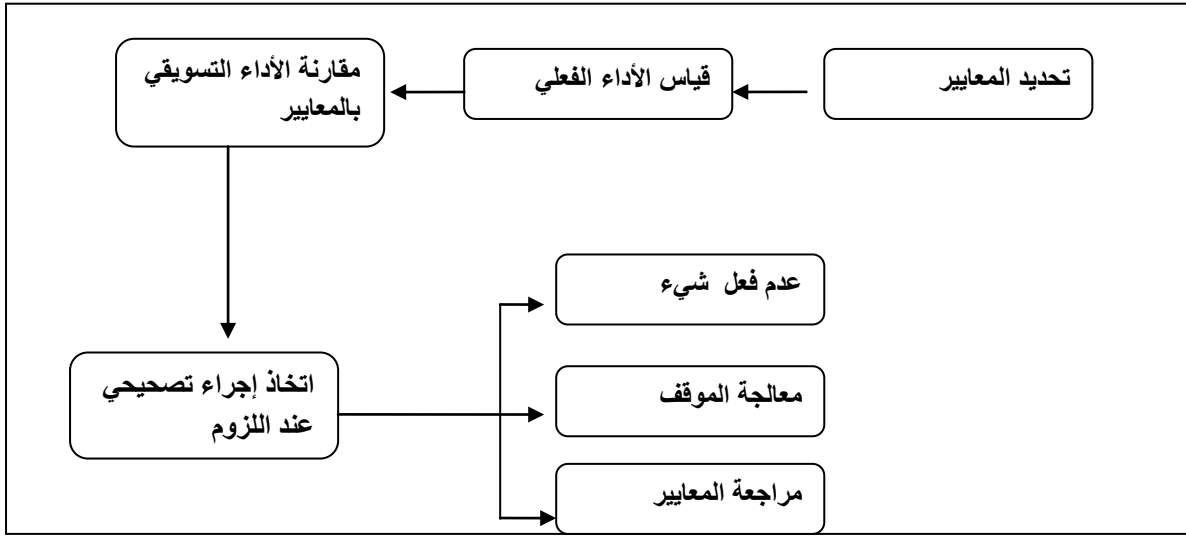 تحديد المعايير
قياس الأداء الفعلي
مقارنة الأداء التسويقي
بالمعايير
عدم فعل شيء
اتخاذ إجراء تصحيحي
عند اللزوم
معالجة الموقف
مراجعة المعايير